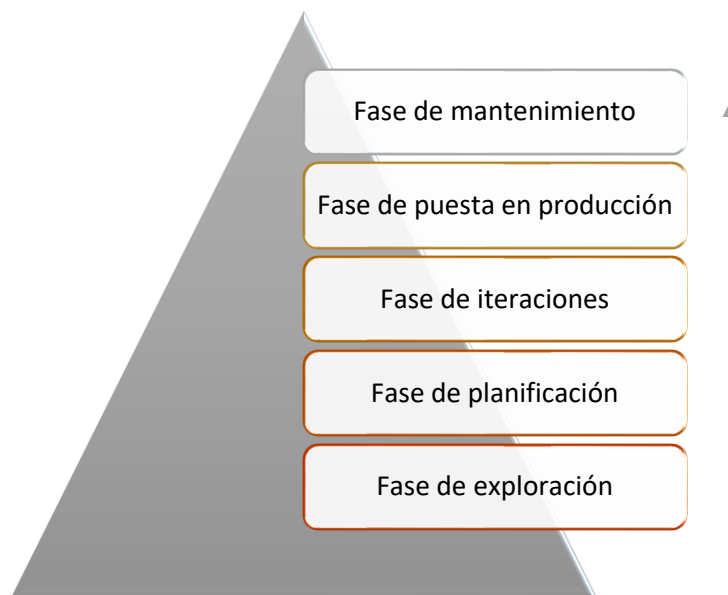 Fase de mantenimiento
Fase de puesta en producción
Fase de iteraciones
Fase de planificación
Fase de exploración